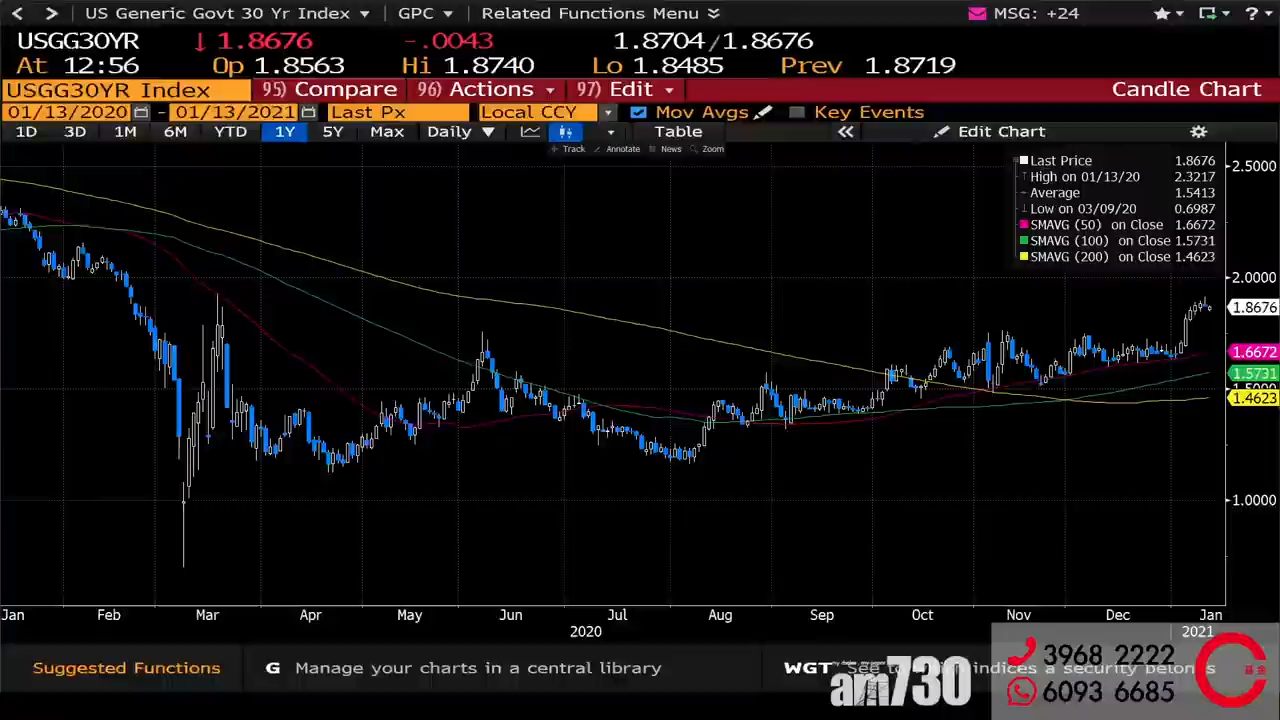 < > US Generic Govt 30 Yr Index ▼ GPC ▼ Related Functions Menu MSG: +24 ★ ?
USGG30YR ↓ 1.8676 -.0043 1.8704/1.8676
At 12:56 Op 1.8563 Hi 1.8740 Lo 1.8485 Prev 1.8719
USGG30YR Index 95) Compare 96) Actions 97) Edit Candle Chart
01/13/2020 - 01/13/2021 Last Px Local CCY Mov Avgs Key Events
1D 3D 1M 6M YTD 1Y 5Y Max Daily ▼ Table « Edit Chart
Track Annotate News Zoom
Last Price 1.8676
High on 01/13/20 2.3217
Average 1.5413
Low on 03/09/20 0.6987
SMAVG (50) on Close 1.6672
SMAVG (100) on Close 1.5731
SMAVG (200) on Close 1.4623
2.5000
2.0000
1.8676
1.6672
1.5731
1.5000
1.4623
1.0000
Jan Feb Mar Apr May Jun Jul Aug Sep Oct Nov Dec Jan
2020 2021
Suggested Functions G Manage your charts in a central library WGT See to which indices a security belongs
am730
3968 2222
6093 6685